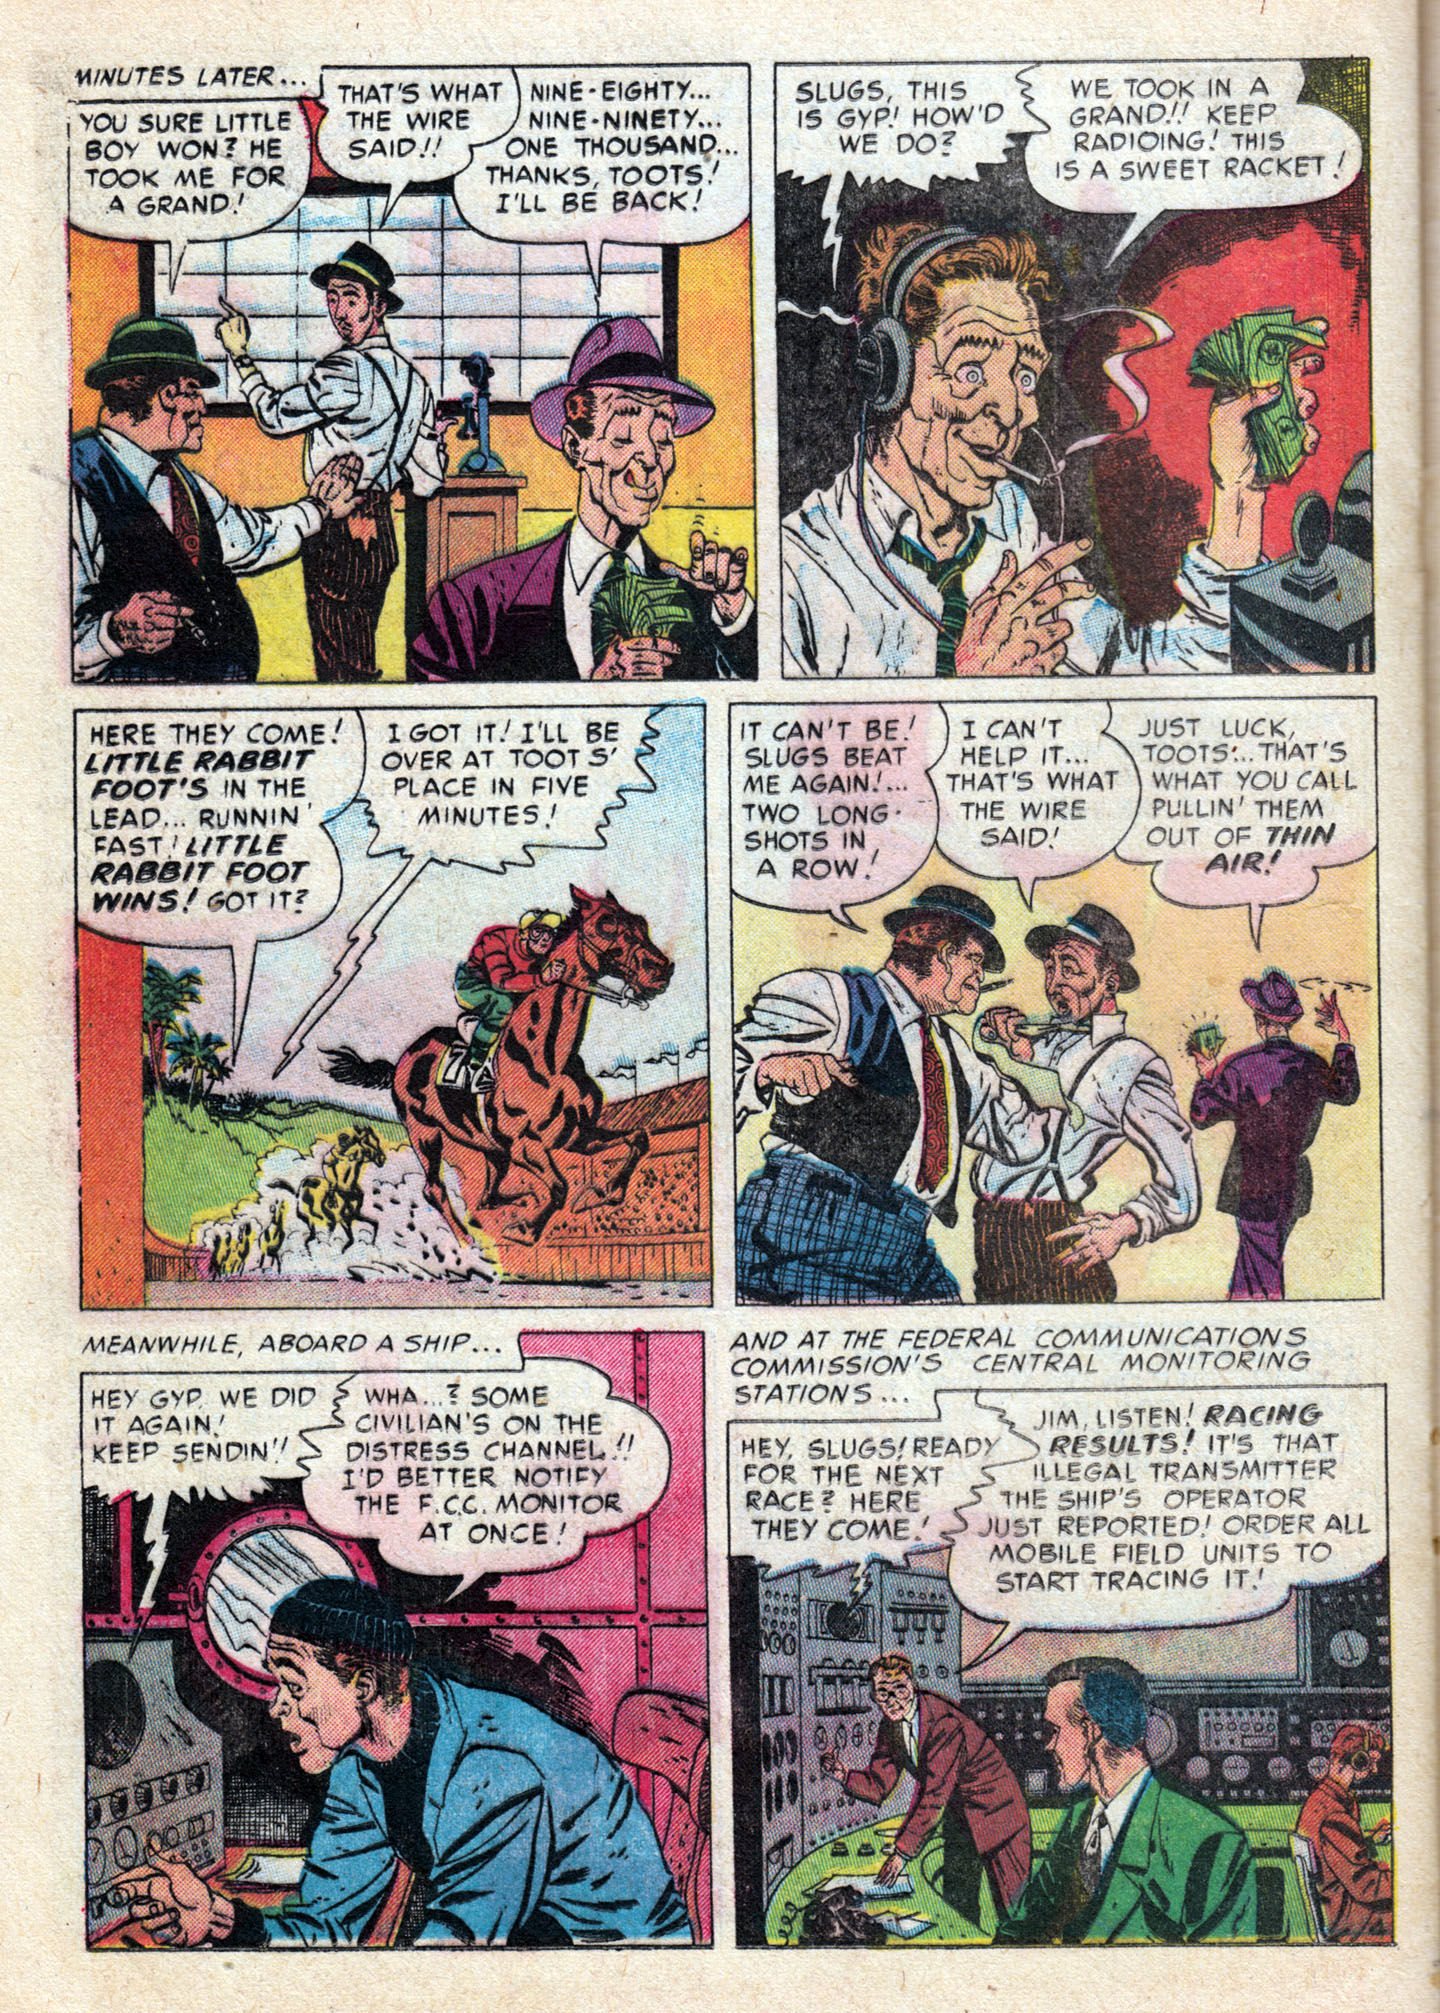 MINUTES LATER...
YOU SURE LITTLE
BOY WON? HE
TOOK ME FOR
A GRAND!
THAT'S WHAT
THE WIRE
SAID!!
NINE-EIGHTY...
NINE-NINETY...
ONE THOUSAND...
THANKS, TOOTS!
I'LL BE BACK!
SLUGS, THIS
IS GYP! HOW'D
WE DO?
WE TOOK IN A
GRAND!! KEEP
RADIOING! THIS
IS A SWEET RACKET!
HERE THEY COME!
LITTLE RABBIT
FOOT'S IN THE
LEAD... RUNNIN'
FAST! LITTLE
RABBIT FOOT
WINS! GOT IT?
I GOT IT! I'LL BE
OVER AT TOOTS'
PLACE IN FIVE
MINUTES!
7
IT CAN'T BE!
SLUGS BEAT
ME AGAIN!...
TWO LONG-
SHOTS IN
A ROW!
I CAN'T
HELP IT...
THAT'S WHAT
THE WIRE
SAID!
JUST LUCK,
TOOTS... THAT'S
WHAT YOU CALL
PULLIN' THEM
OUT OF THIN
AIR!
MEANWHILE, ABOARD A SHIP...
HEY GYP, WE DID
IT AGAIN!
KEEP SENDIN'!
WHA...? SOME
CIVILIAN'S ON THE
DISTRESS CHANNEL!!
I'D BETTER NOTIFY
THE F.C.C. MONITOR
AT ONCE!
AND AT THE FEDERAL COMMUNICATIONS
COMMISSION'S CENTRAL MONITORING
STATIONS...
HEY, SLUGS! READY
FOR THE NEXT
RACE? HERE
THEY COME!
JIM, LISTEN! RACING
RESULTS! IT'S THAT
ILLEGAL TRANSMITTER
THE SHIP'S OPERATOR
JUST REPORTED! ORDER ALL
MOBILE FIELD UNITS TO
START TRACING IT!